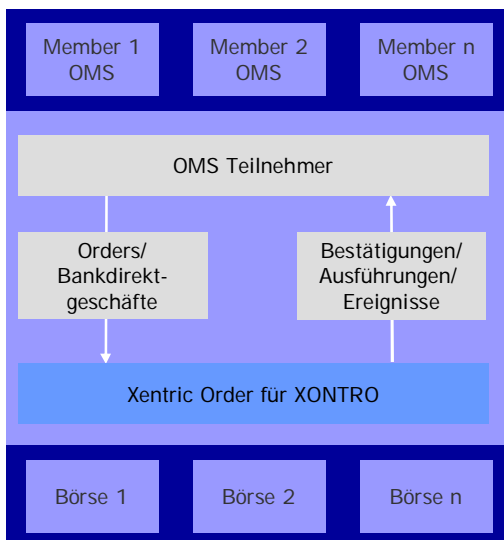 Member 1
OMS
Member 2
OMS
Member n
OMS
OMS Teilnehmer
Orders/
Bankdirekt-
geschäfte
Bestätigungen/
Ausführungen/
Ereignisse
Xentric Order für XONTRO
Börse 1
Börse 2
Börse n